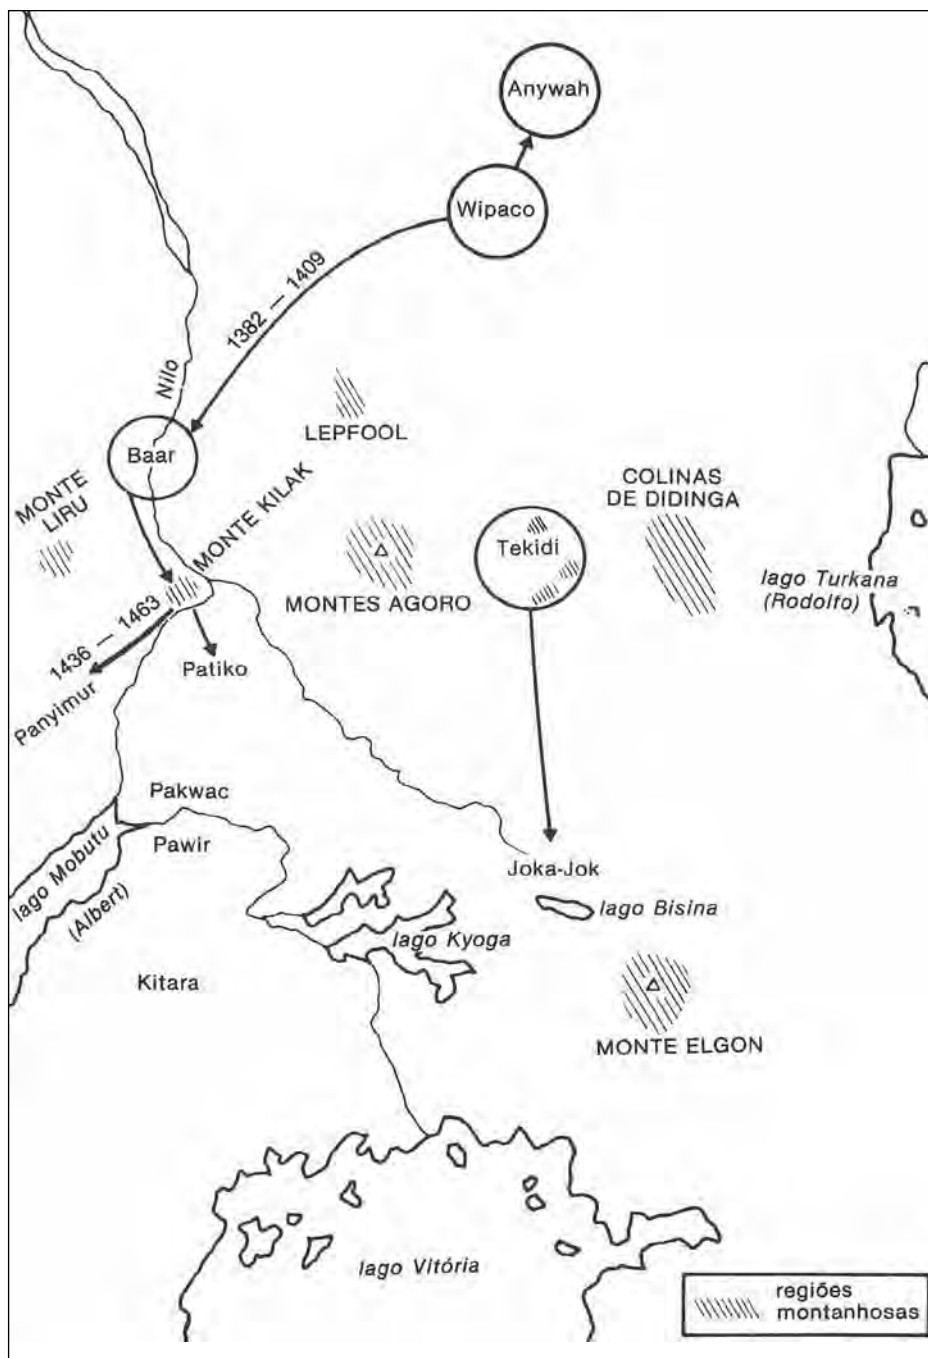 Anywah
Wipaco
1382 — 1409
Nilo
LEPFOOL
Baar
MONTE
LIRU
MONTE KILAK
COLINAS
DE DIDINGA
Tekidi
lago Turkana
(Rodolfo)
MONTES AGORO
1436 — 1463
Patiko
Panyimur
Pakwac
Pawir
lago Mobutu
(Albert)
Joka-Jok
lago Bisina
lago Kyoga
Kitara
MONTE ELGON
lago Vitória
regiões
montanhosas